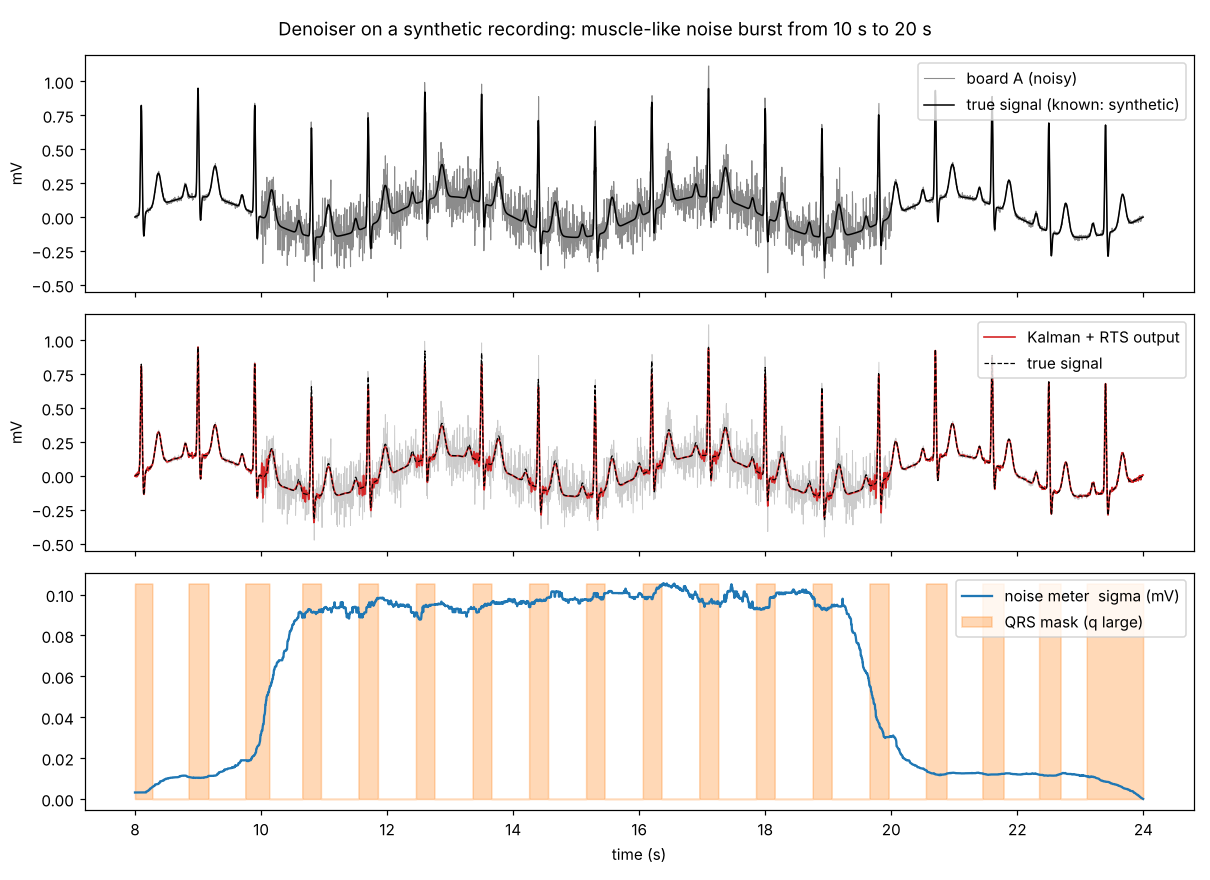 Denoiser on a synthetic recording: muscle-like noise burst from 10 s to 20 s
board A (noisy)
true signal (known: synthetic)
mV
1.00
0.75
0.50
0.25
0.00
−0.25
−0.50
Kalman + RTS output
true signal
mV
1.00
0.75
0.50
0.25
0.00
−0.25
−0.50
noise meter sigma (mV)
QRS mask (q large)
0.10
0.08
0.06
0.04
0.02
0.00
8 10 12 14 16 18 20 22 24
time (s)